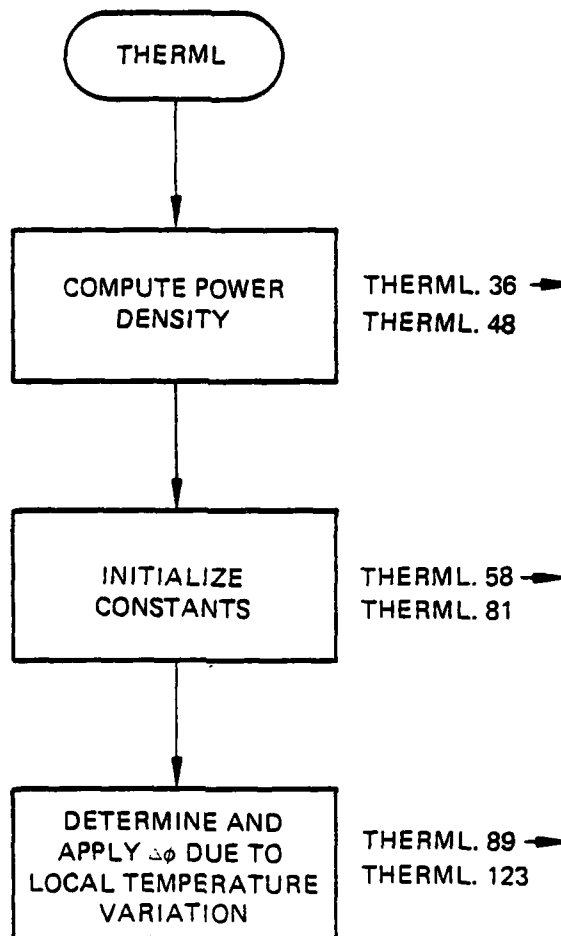 THERML
COMPUTE POWER
DENSITY
THERML. 36 →
THERML. 48
INITIALIZE
CONSTANTS
THERML. 58 →
THERML. 81
DETERMINE AND
APPLY Δϕ DUE TO
LOCAL TEMPERATURE
VARIATION
THERML. 89 →
THERML. 123